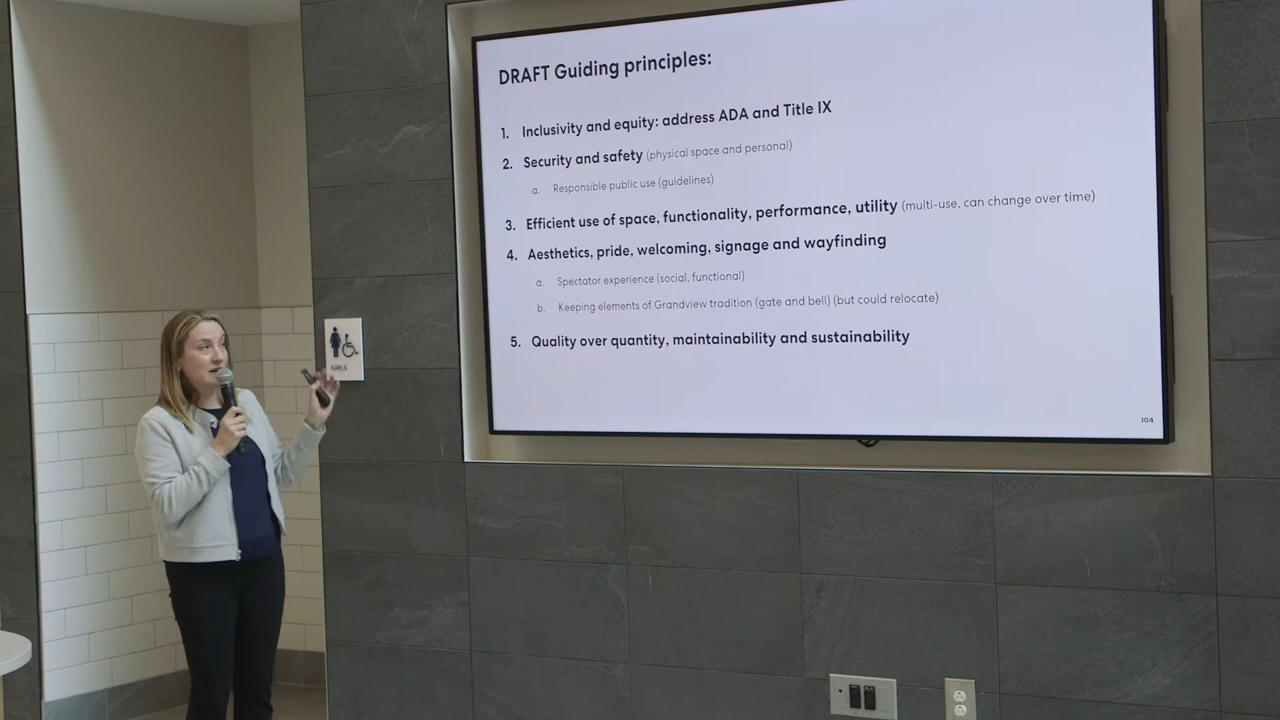 DRAFT Guiding principles:
1. Inclusivity and equity: address ADA and Title IX
2. Security and safety (physical space and personal)
a. Responsible public use (guidelines)
3. Efficient use of space, functionality, performance, utility (multi-use, can change over time)
4. Aesthetics, pride, welcoming, signage and wayfinding
a. Spectator experience (social, functional)
b. Keeping elements of Grandview tradition (gate and bell) (but could relocate)
5. Quality over quantity, maintainability and sustainability
104
GIRLS